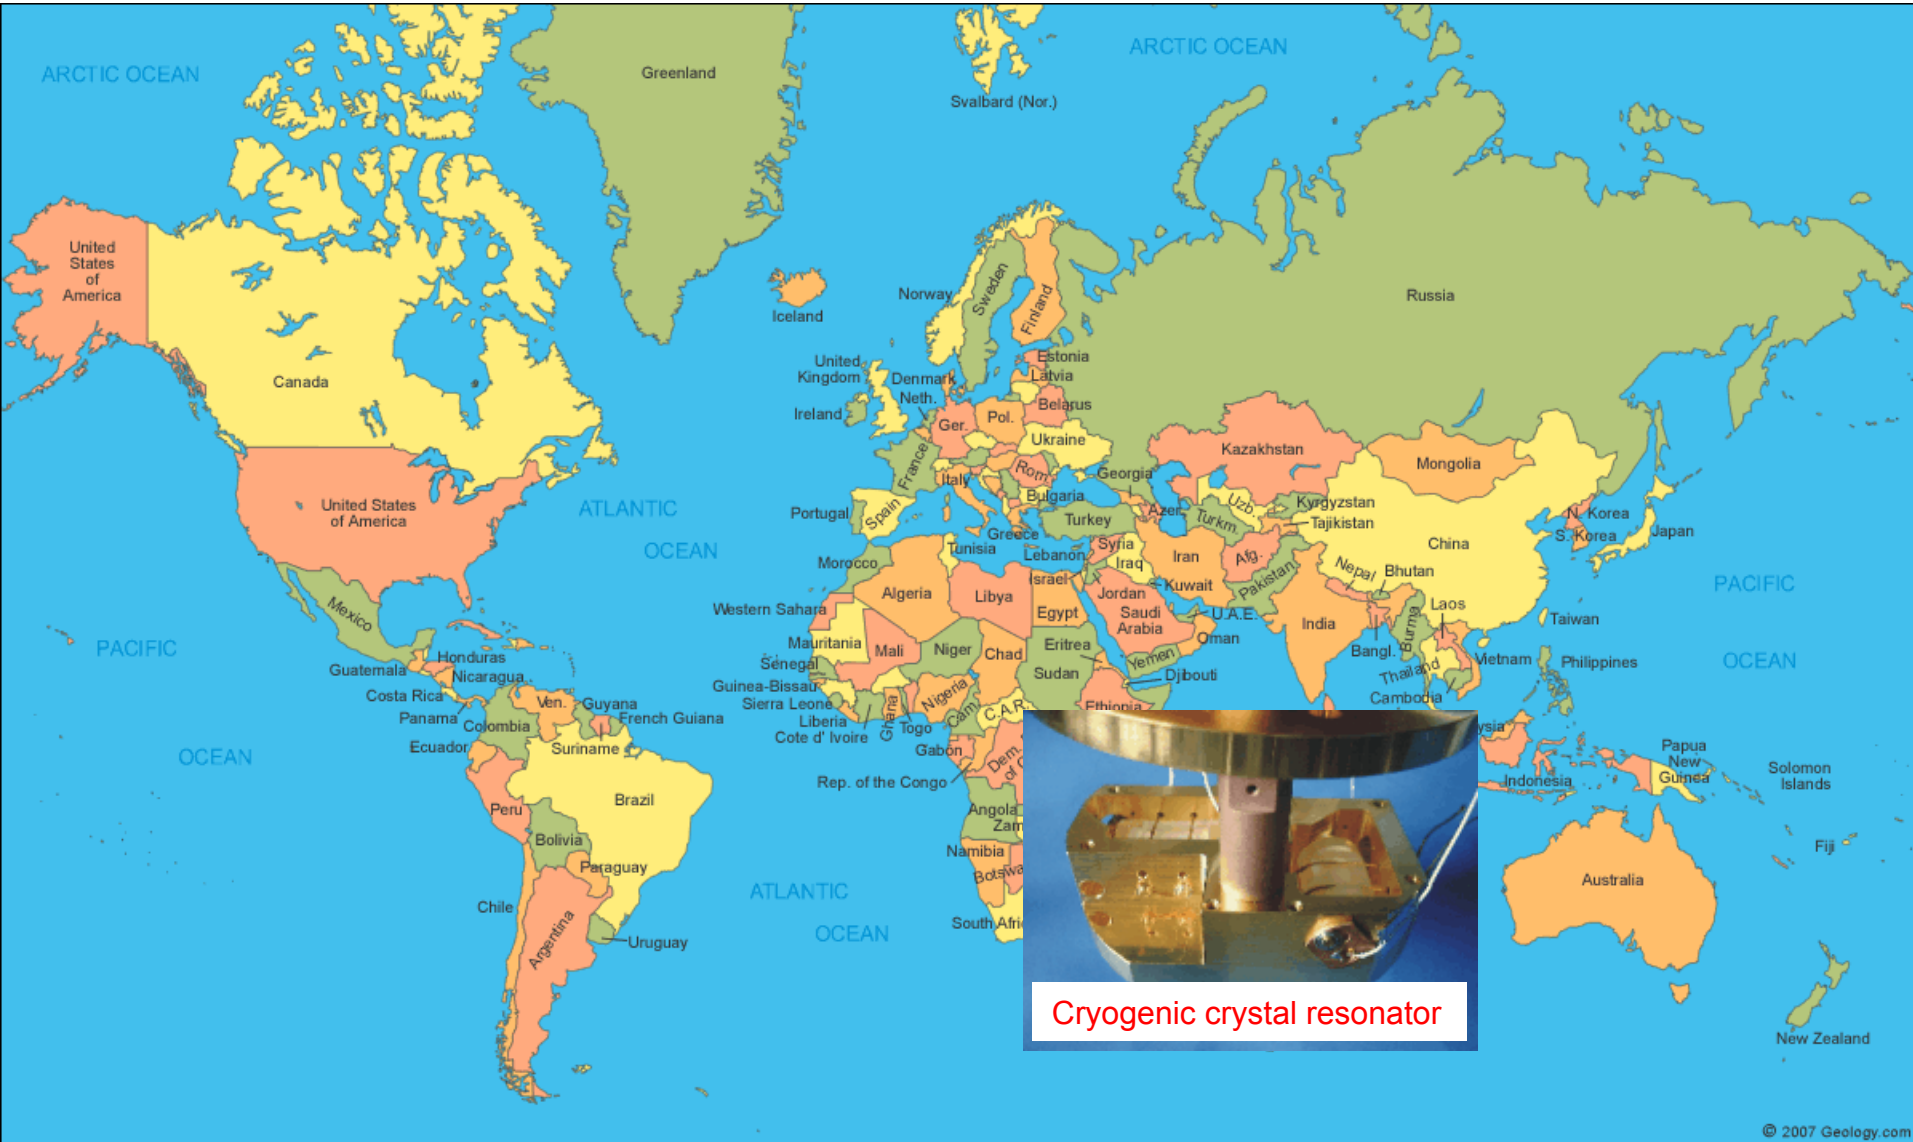 ARCTIC OCEAN
ARCTIC OCEAN
Greenland
Svalbard (Nor.)
United
States
of
America
Russia
Norway
Sweden
Finland
Iceland
Canada
United
Kingdom
Denmark
Estonia
Latvia
Neth.
Ireland
Belarus
Ger.
Pol.
Ukraine
Kazakhstan
Mongolia
France
Rom.
Georgia
Italy
Bulgaria
United States
of America
ATLANTIC
OCEAN
Portugal
Spain
Turkey
Azer.
Uzb.
Turkm.
Kyrgyzstan
Tajikistan
N. Korea
S. Korea
Japan
China
Greece
Tunisia
Lebanon
Syria
Iraq
Iran
Afg.
Pakistan
Nepal
Bhutan
Morocco
Israel
Kuwait
Jordan
PACIFIC
OCEAN
Algeria
Libya
Egypt
Saudi
Arabia
U.A.E.
Oman
India
Bangl.
Burma
Laos
Taiwan
Western Sahara
Mexico
PACIFIC
OCEAN
Mauritania
Mali
Niger
Chad
Eritrea
Sudan
Yemen
Djibouti
Thailand
Vietnam
Cambodia
Philippines
Honduras
Guatemala
Nicaragua
Costa Rica
Panama
Senegal
Guinea-Bissau
Sierra Leone
Liberia
Cote d' Ivoire
Ghana
Togo
Nigeria
Cam.
C.A.R.
Ethiopia
Ven.
Guyana
French Guiana
Colombia
Suriname
Ecuador
Gabon
Rep. of the Congo
Dem.
of C
ysia
Indonesia
Papua
New
Guinea
Solomon
Islands
Peru
Brazil
Bolivia
Angola
Zam
Namibia
Botswa
Paraguay
Fiji
Australia
Chile
Argentina
Uruguay
ATLANTIC
OCEAN
South Afri
Cryogenic crystal resonator
New Zealand
© 2007 Geology.com